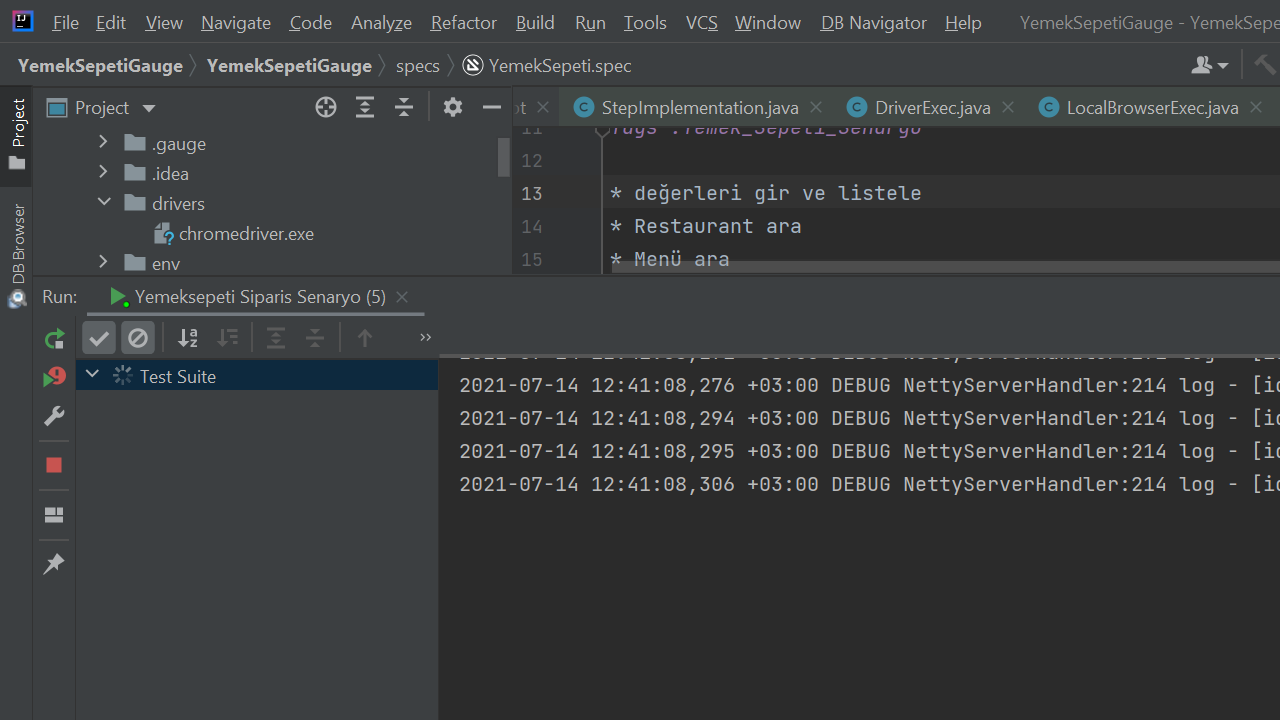 File Edit View Navigate Code Analyze Refactor Build Run Tools VCS Window DB Navigator Help YemekSepetiGauge - YemekSepe
YemekSepetiGauge YemekSepetiGauge specs YemekSepeti.spec
Project
DB Browser
Project
.gauge
.idea
drivers
chromedriver.exe
env
ot StepImplementation.java DriverExec.java LocalBrowserExec.java
11 Tags :Yemek_Sepeti_Senaryo
12
13 * değerleri gir ve listele
14 * Restaurant ara
15 * Menü ara
Run: Yemeksepeti Siparis Senaryo (5)
Test Suite
2021-07-14 12:41:08,276 +03:00 DEBUG NettyServerHandler:214 log - [id
2021-07-14 12:41:08,294 +03:00 DEBUG NettyServerHandler:214 log - [id
2021-07-14 12:41:08,295 +03:00 DEBUG NettyServerHandler:214 log - [id
2021-07-14 12:41:08,306 +03:00 DEBUG NettyServerHandler:214 log - [id